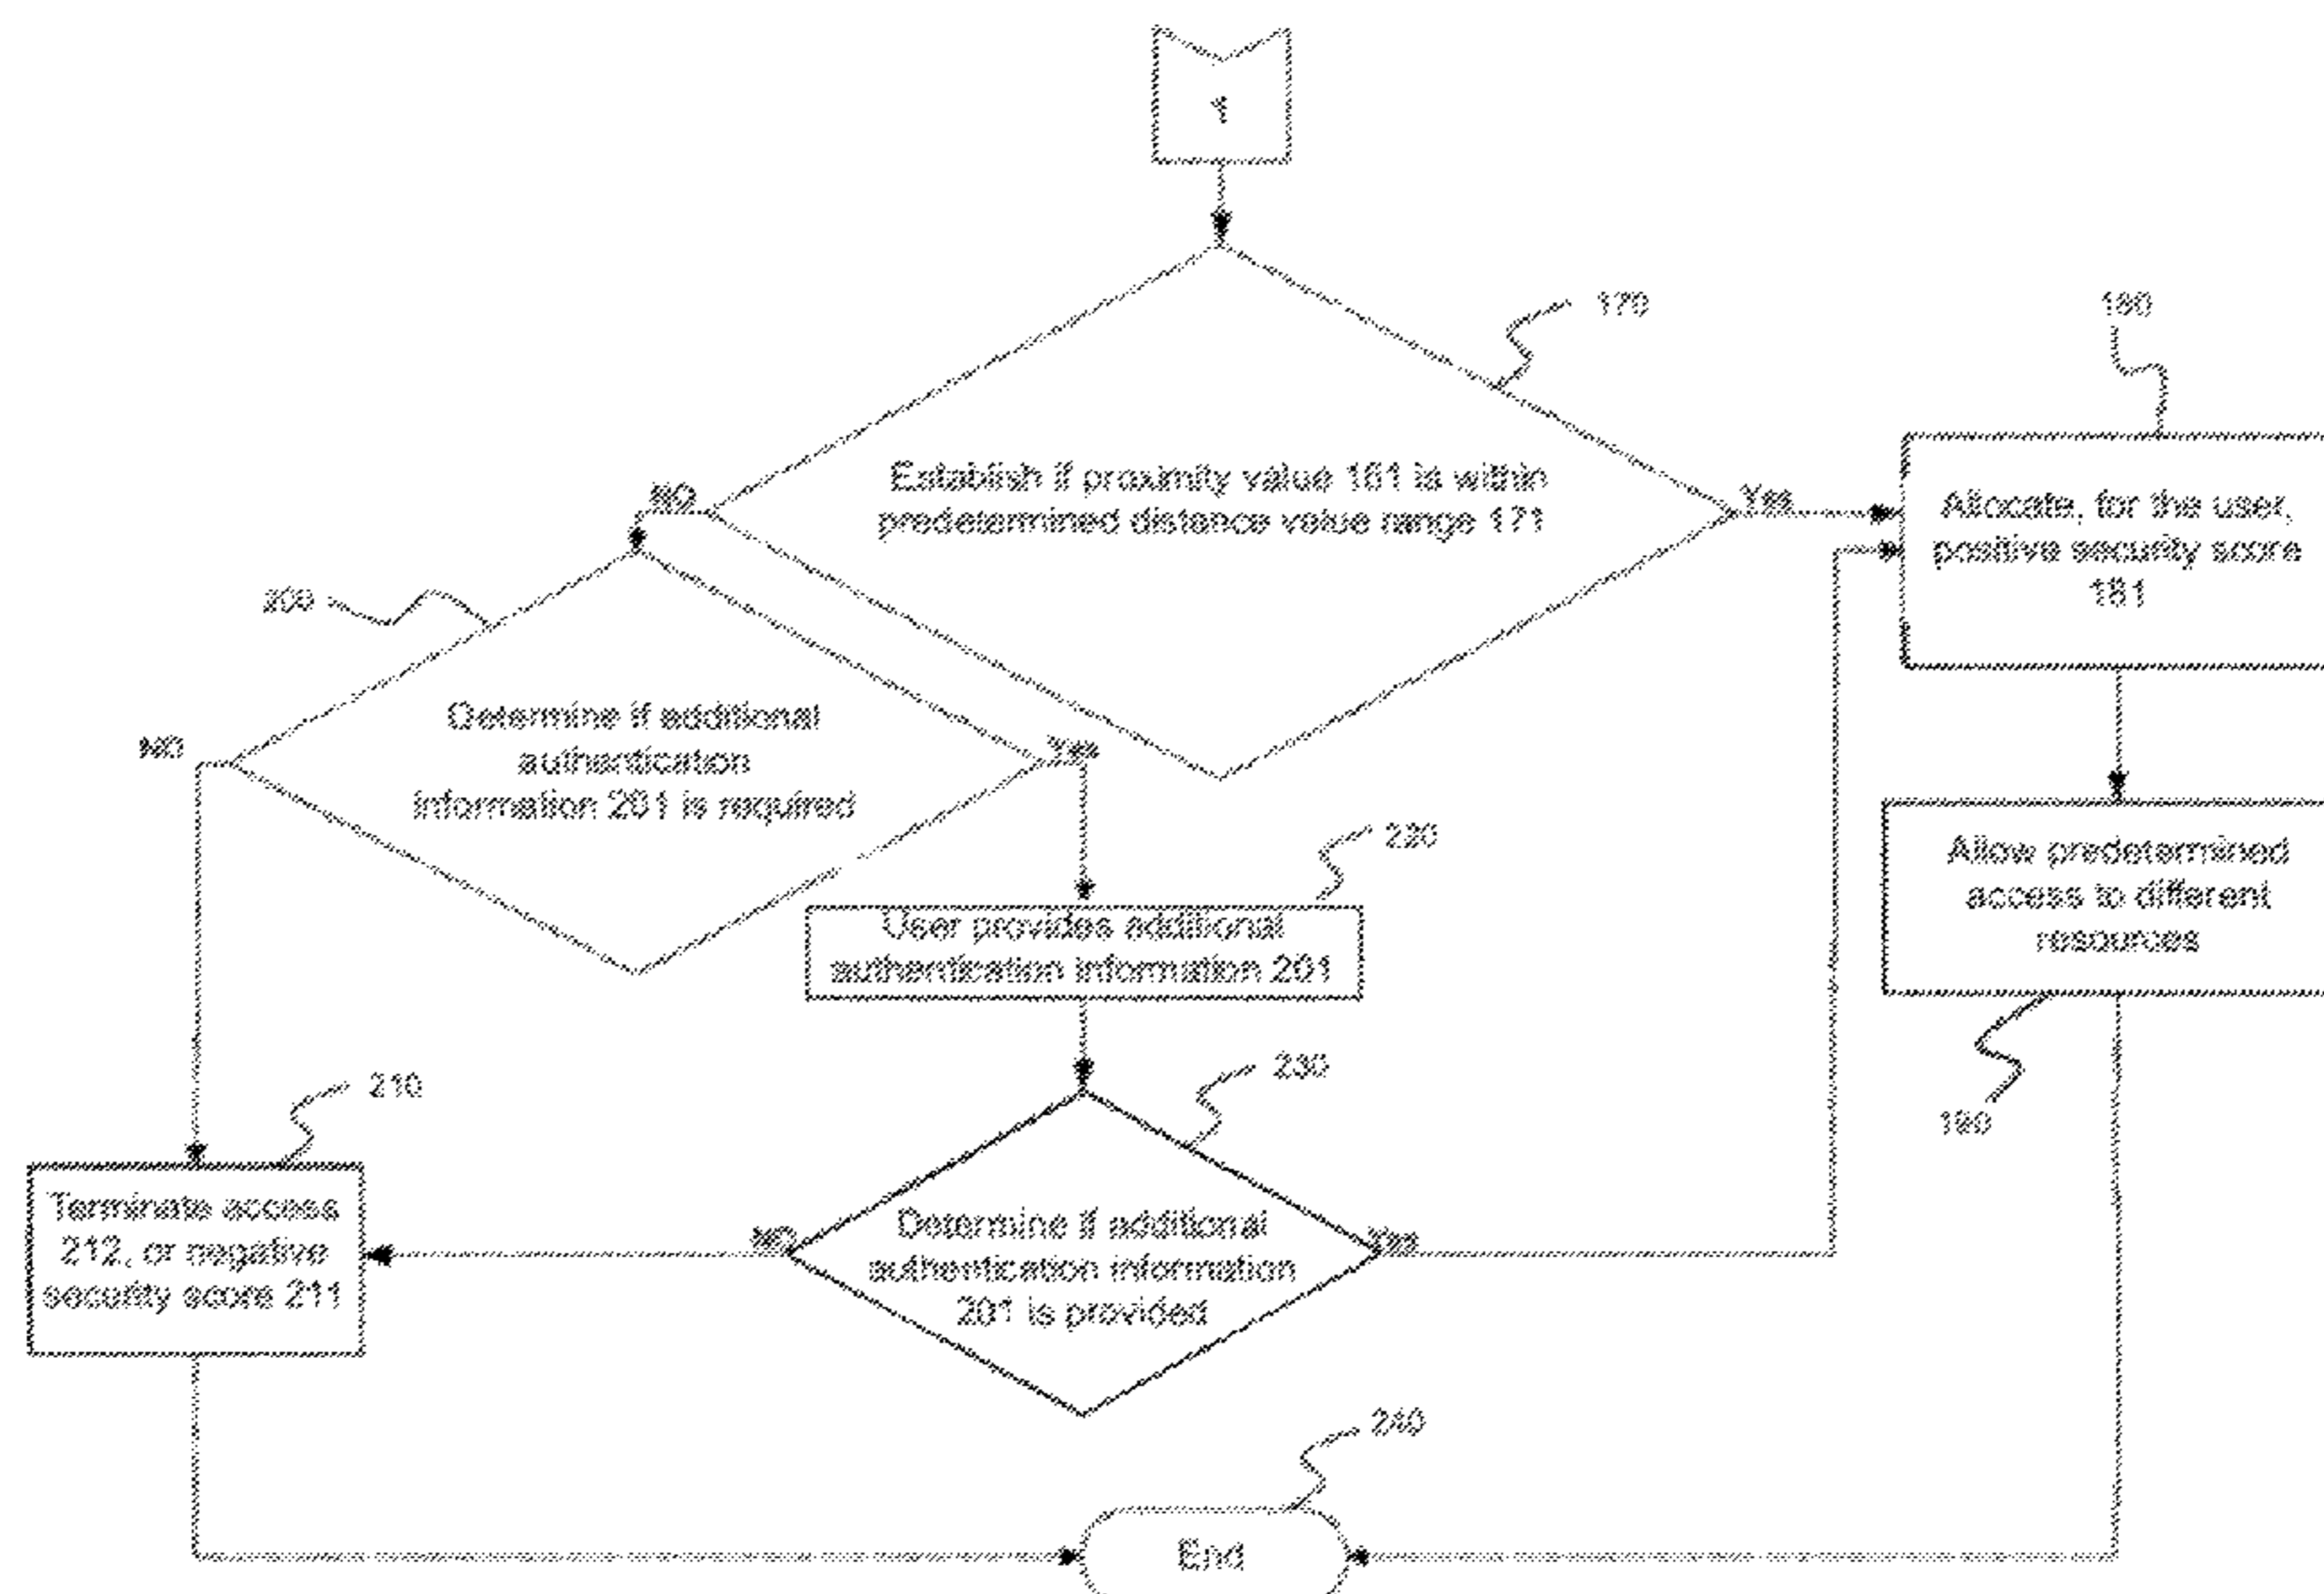 1
170
180
Establish if proximity value 161 is within
predetermined distance value range 171
NO
Yes
Allocate, for the user,
positive security score
181
200
Determine if additional
authentication
information 201 is required
NO
Yes
220
User provides additional
authentication information 201
Allow predetermined
access to different
resources
190
230
210
Terminate access
212, or negative
security score 211
NO
Determine if additional
authentication information
201 is provided
Yes
240
End